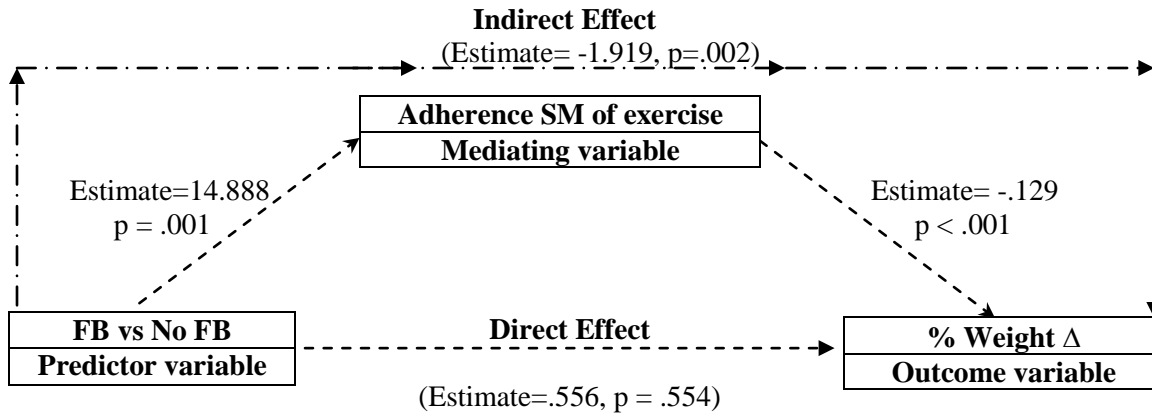 Indirect Effect
(Estimate= -1.919, p=.002)
Adherence SM of exercise
Mediating variable
Estimate=14.888
p = .001
Estimate= -.129
p < .001
FB vs No FB
Predictor variable
Direct Effect
(Estimate=.556, p = .554)
% Weight Δ
Outcome variable